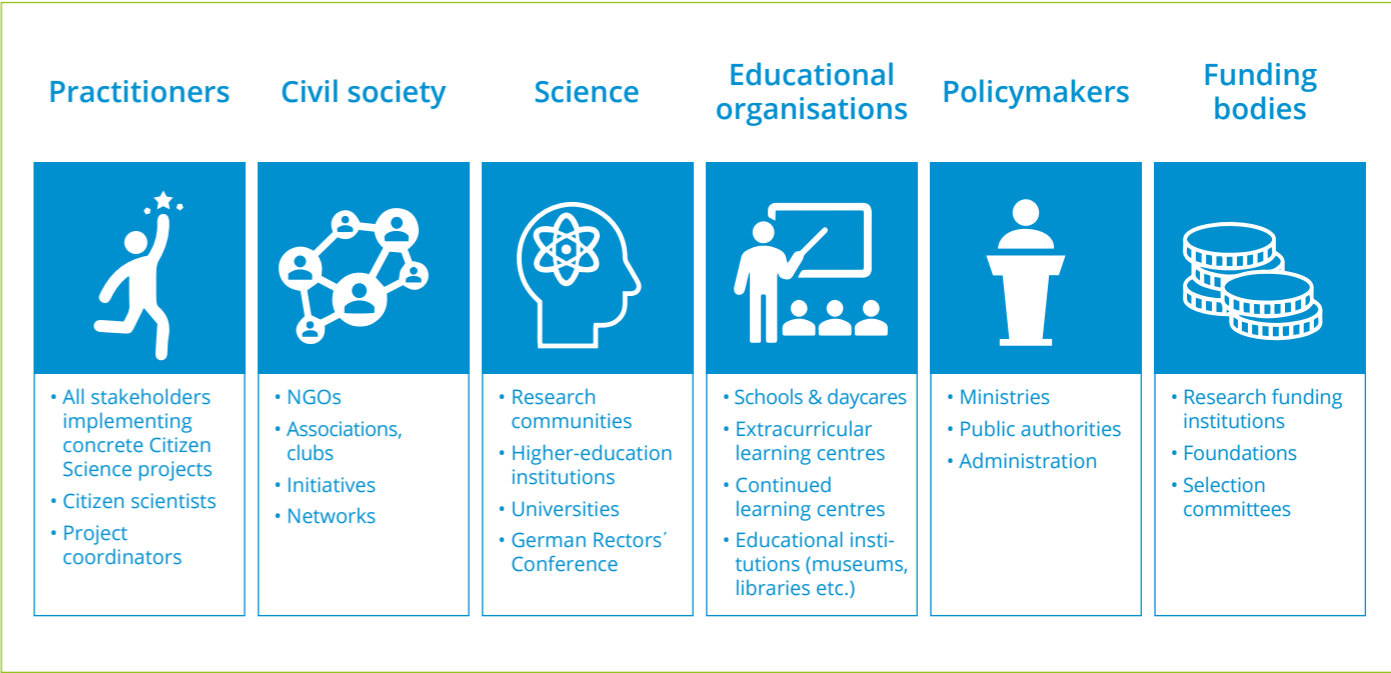 Practitioners
Civil society
Science
Educational
organisations
Policymakers
Funding
bodies
• All stakeholders
implementing
concrete Citizen
Science projects
• Citizen scientists
• Project
coordinators
• NGOs
• Associations,
clubs
• Initiatives
• Networks
• Research
communities
• Higher-education
institutions
• Universities
• German Rectors´
Conference
• Schools & daycares
• Extracurricular
learning centres
• Continued
learning centres
• Educational insti-
tutions (museums,
libraries etc.)
• Ministries
• Public authorities
• Administration
• Research funding
institutions
• Foundations
• Selection
committees